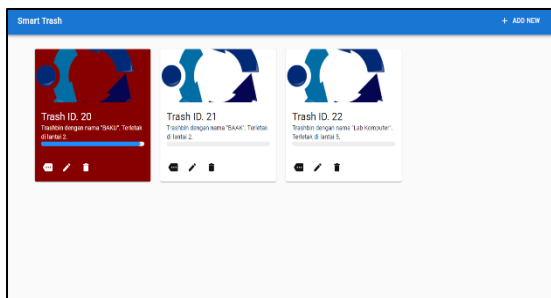 Smart Trash
+ ADD NEW
Trash ID. 20
Trashbin dengan nama "BAKU". Terletak
di lantai 2.
Trash ID. 21
Trashbin dengan nama "BAAK". Terletak
di lantai 2.
Trash ID. 22
Trashbin dengan nama "Lab Komputer".
Terletak di lantai 5.